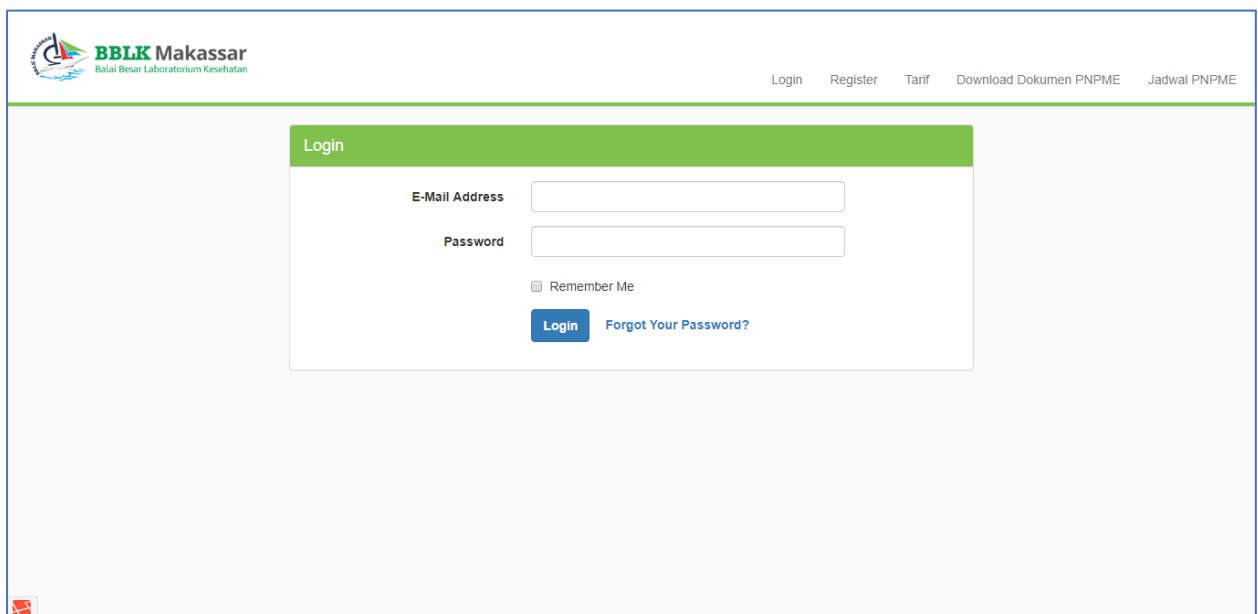 BBLK Makassar
Balai Besar Laboratorium Kesehatan
Login Register Tarif Download Dokumen PNPME Jadwal PNPME
Login
E-Mail Address
Password
Remember Me
Login Forgot Your Password?